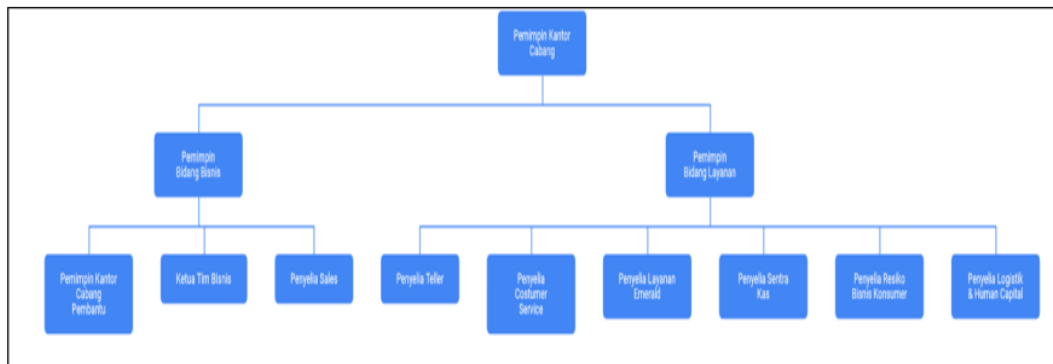 Pemimpin Kantor
Cabang
Pemimpin
Bidang Bisnis
Pemimpin
Bidang Layanan
Pemimpin Kantor
Cabang
Pembantu
Ketua Tim Bisnis
Penyelia Sales
Penyelia Teller
Penyelia
Costumer
Service
Penyelia Layanan
Emerald
Penyelia Sentra
Kas
Penyelia Resiko
Bisnis Konsumer
Penyelia Logistik
& Human Capital